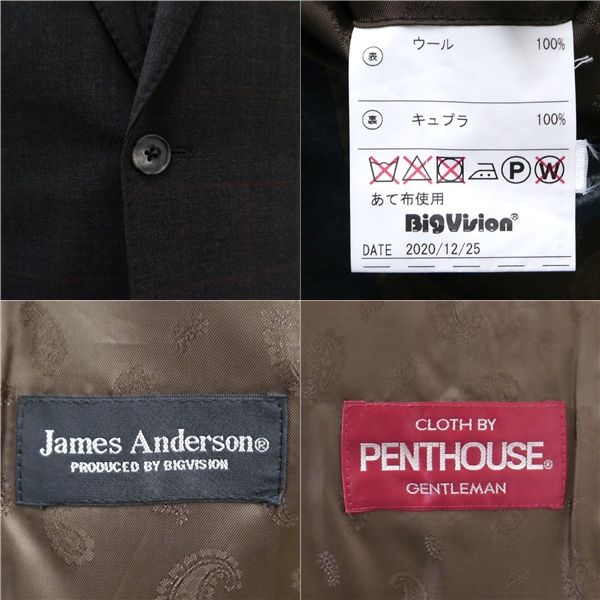 表 ウール 100%
裏 キュプラ 100%
P W
あて布使用
BigVision®
DATE 2020/12/25
James Anderson®
PRODUCED BY BIGVISION
CLOTH BY
PENTHOUSE®
GENTLEMAN